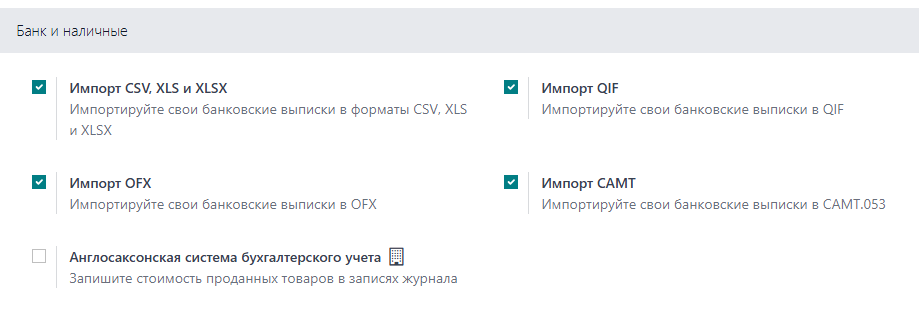 Банк и наличные
Импорт CSV, XLS и XLSX
Импортируйте свои банковские выписки в форматы CSV, XLS
и XLSX
Импорт QIF
Импортируйте свои банковские выписки в QIF
Импорт OFX
Импортируйте свои банковские выписки в OFX
Импорт CAMT
Импортируйте свои банковские выписки в CAMT.053
Англосаксонская система бухгалтерского учета
Запишите стоимость проданных товаров в записях журнала